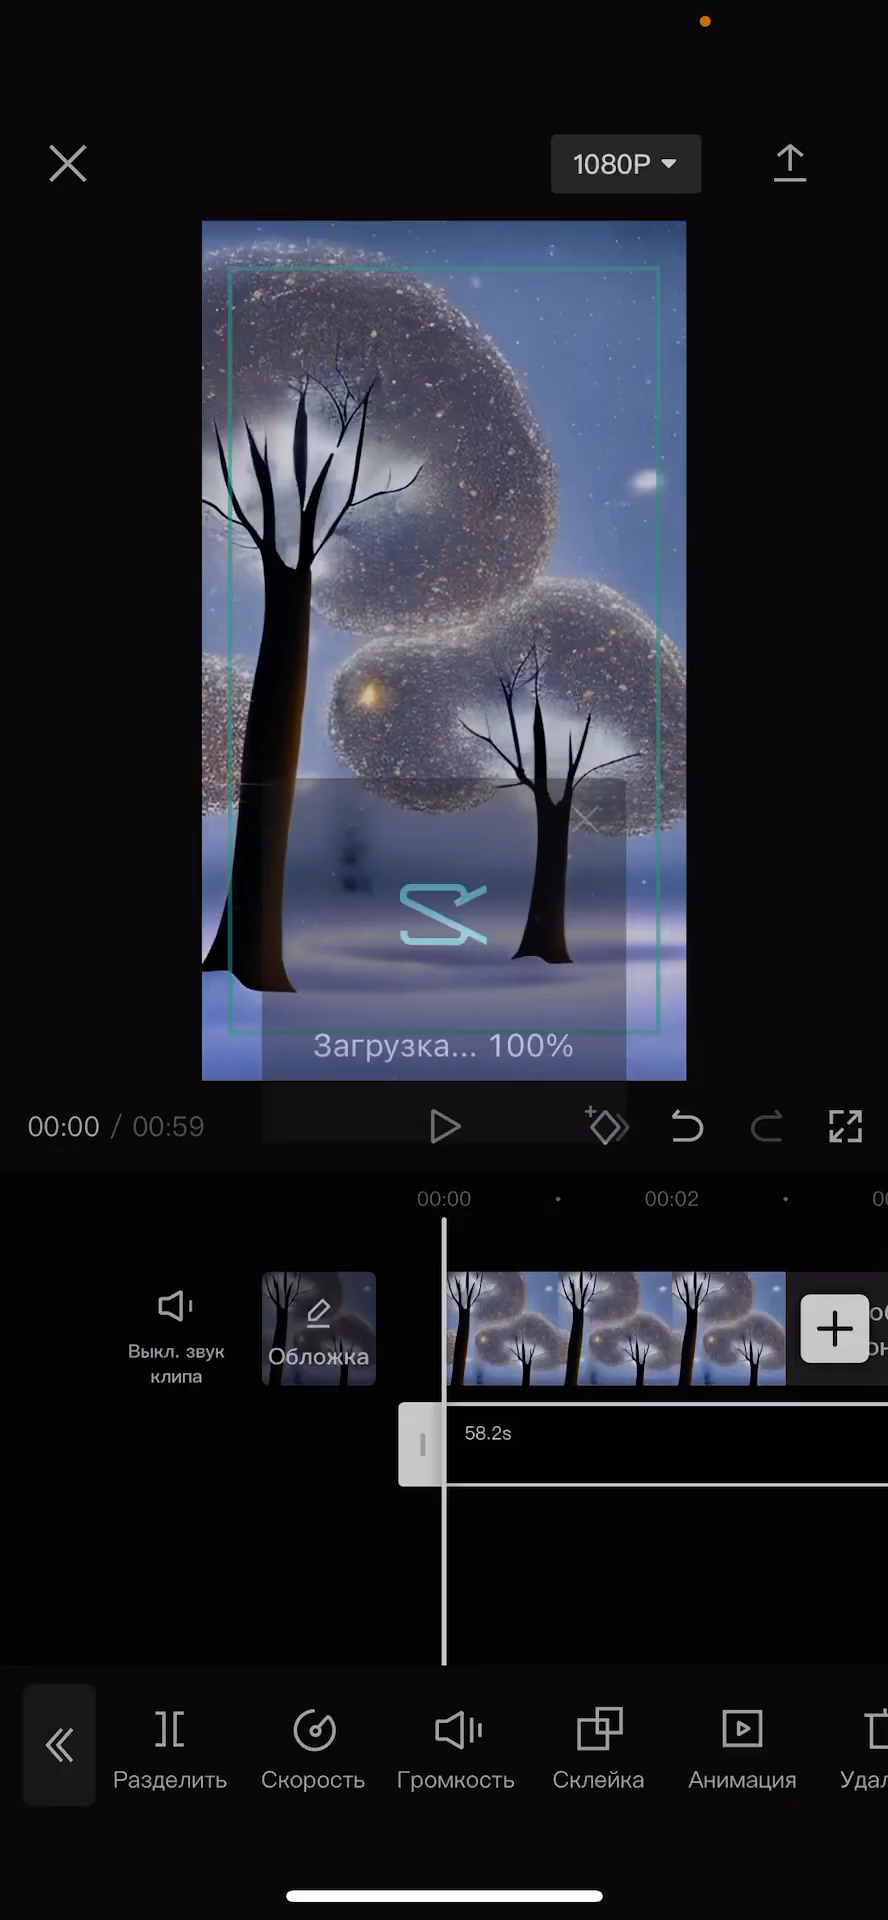 1080P
Загрузка... 100%
00:00 / 00:59
00:00
00:02
Выкл. звук
клипа
Обложка
58.2s
Разделить
Скорость
Громкость
Склейка
Анимация